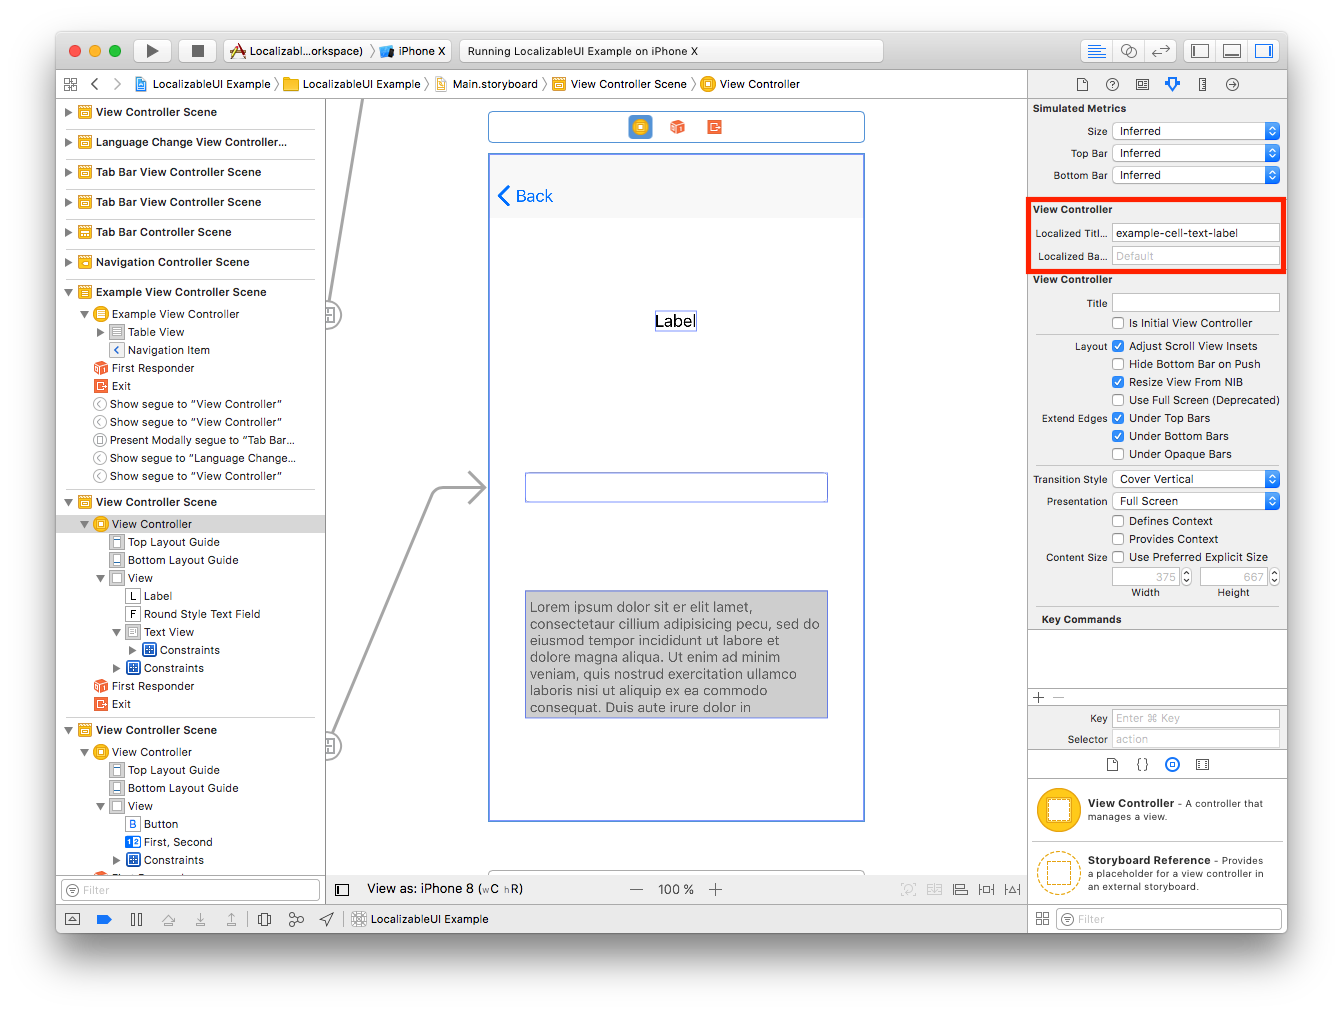 Localizabl...orkspace) iPhone X
Running LocalizableUI Example on iPhone X
LocalizableUI Example LocalizableUI Example Main.storyboard View Controller Scene View Controller
View Controller Scene
Language Change View Controller...
Tab Bar View Controller Scene
Tab Bar View Controller Scene
Tab Bar Controller Scene
Navigation Controller Scene
Example View Controller Scene
Example View Controller
Table View
Navigation Item
First Responder
Exit
Show segue to "View Controller"
Show segue to "View Controller"
Present Modally segue to "Tab Bar...
Show segue to "Language Change...
Show segue to "View Controller"
View Controller Scene
View Controller
Top Layout Guide
Bottom Layout Guide
View
L Label
F Round Style Text Field
Text View
Constraints
Constraints
First Responder
Exit
View Controller Scene
View Controller
Top Layout Guide
Bottom Layout Guide
View
B Button
1 2 First, Second
Constraints
Filter
Back
Label
Lorem ipsum dolor sit er elit lamet,
consectetaur cillium adipisicing pecu, sed do
eiusmod tempor incididunt ut labore et
dolore magna aliqua. Ut enim ad minim
veniam, quis nostrud exercitation ullamco
laboris nisi ut aliquip ex ea commodo
consequat. Duis aute irure dolor in
View as: iPhone 8 (wC hR)
100 %
LocalizableUI Example
Simulated Metrics
Size Inferred
Top Bar Inferred
Bottom Bar Inferred
View Controller
Localized Titl... example-cell-text-label
Localized Ba... Default
View Controller
Title
Is Initial View Controller
Layout Adjust Scroll View Insets
Hide Bottom Bar on Push
Resize View From NIB
Use Full Screen (Deprecated)
Extend Edges Under Top Bars
Under Bottom Bars
Under Opaque Bars
Transition Style Cover Vertical
Presentation Full Screen
Defines Context
Provides Context
Content Size Use Preferred Explicit Size
375 667
Width Height
Key Commands
Key Enter ⌘ Key
Selector action
View Controller - A controller that
manages a view.
Storyboard Reference - Provides
a placeholder for a view controller in
an external storyboard.
Filter